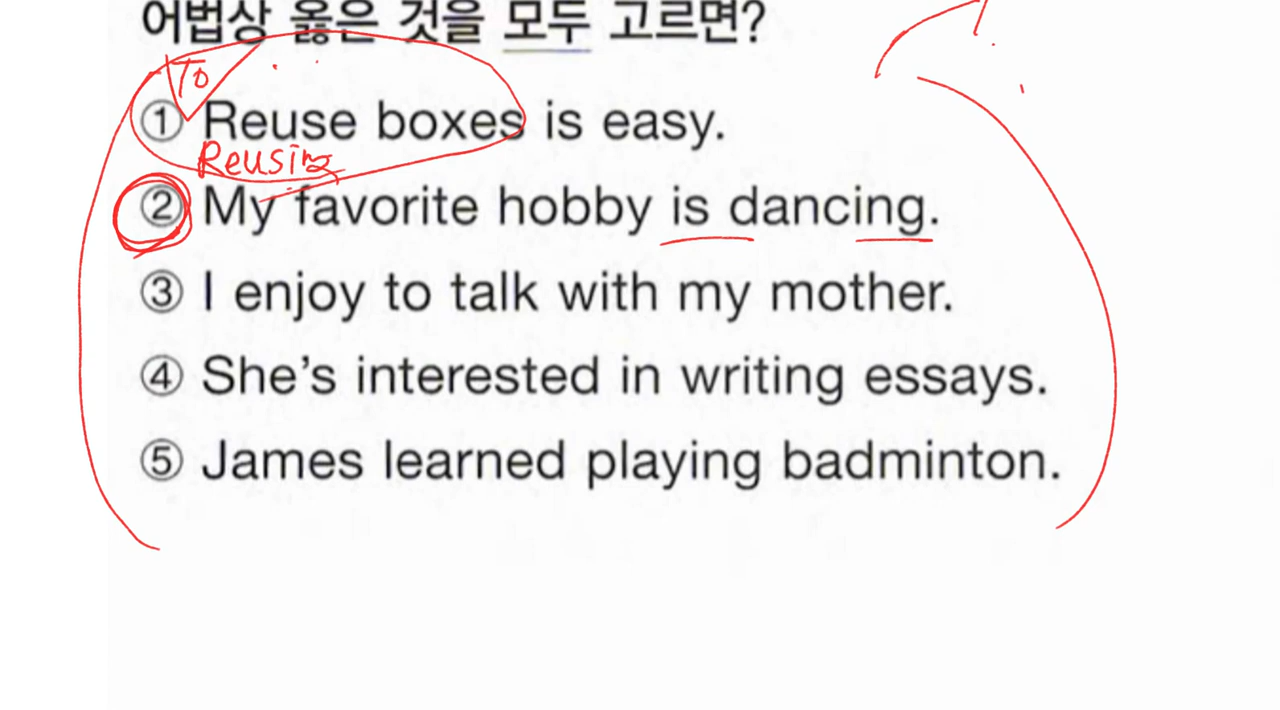 어법상 옳은 것을 모두 고르면?
To
① Reuse boxes is easy.
Reusing
② My favorite hobby is dancing.
③ I enjoy to talk with my mother.
④ She's interested in writing essays.
⑤ James learned playing badminton.